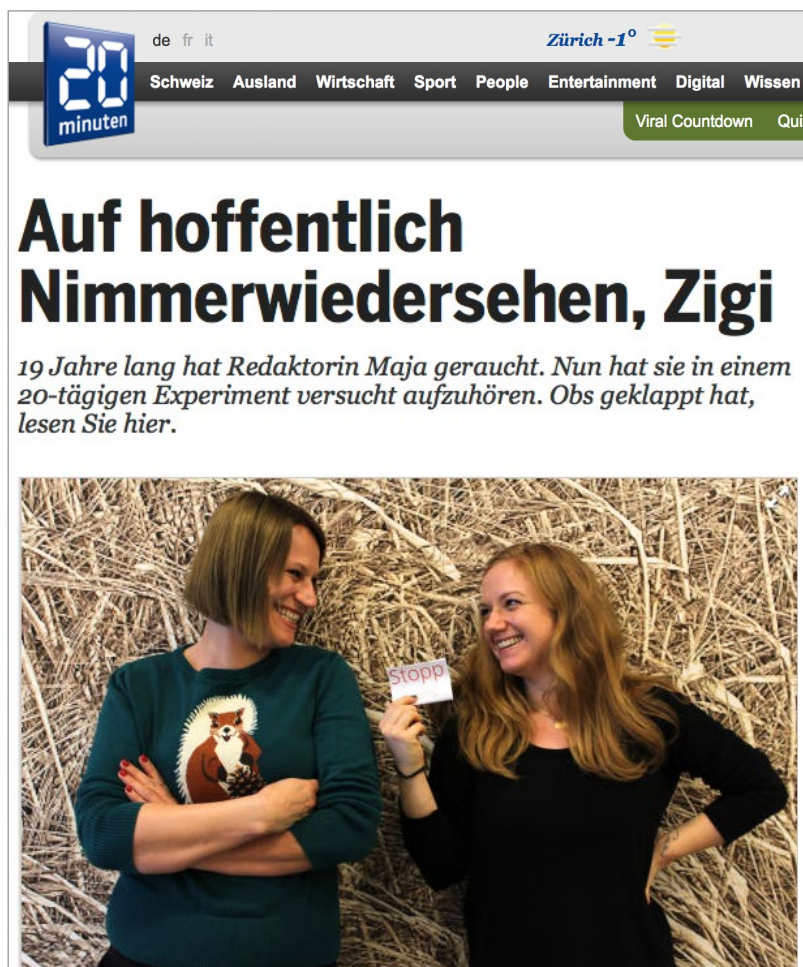 20
minuten
de fr it
Zürich -1°
Schweiz Ausland Wirtschaft Sport People Entertainment Digital Wissen
Viral Countdown Qui
Auf hoffentlich
Nimmerwiedersehen, Zigi
19 Jahre lang hat Redaktorin Maja geraucht. Nun hat sie in einem
20-tägigen Experiment versucht aufzuhören. Obs geklappt hat,
lesen Sie hier.
Stopp